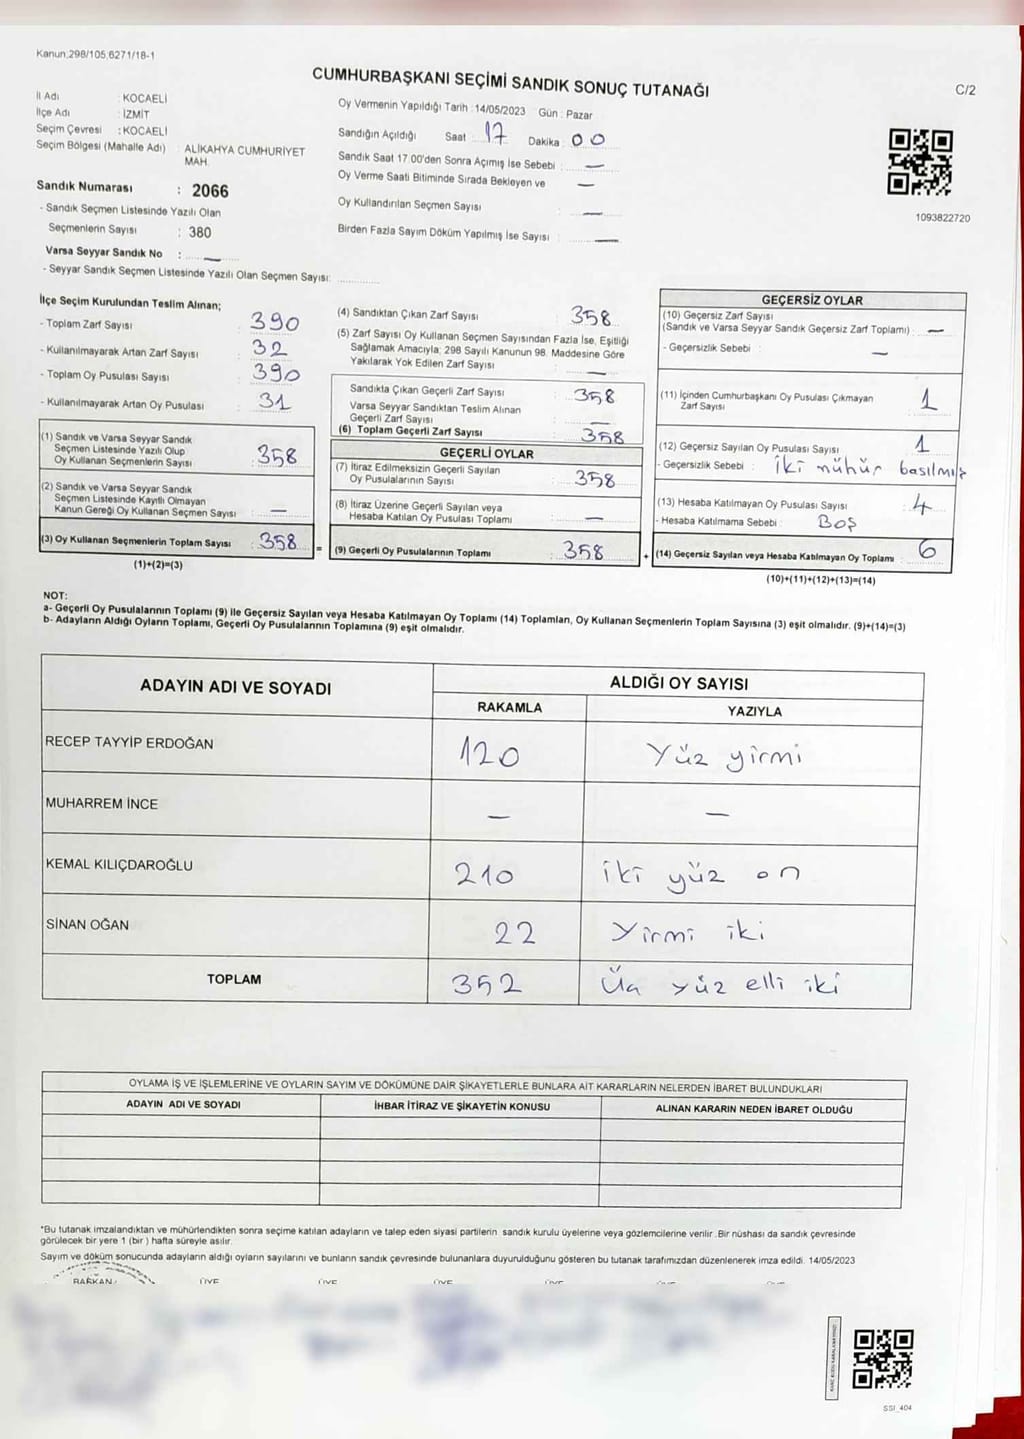 Kanun;298/105,6271/18-1
CUMHURBAŞKANI SEÇİMİ SANDIK SONUÇ TUTANAĞI
C/2
İl Adı : KOCAELİ
İlçe Adı : İZMİT
Seçim Çevresi : KOCAELİ
Seçim Bölgesi (Mahalle Adı) : ALİKAHYA CUMHURİYET
MAH.
Sandık Numarası : 2066
- Sandık Seçmen Listesinde Yazılı Olan
Seçmenlerin Sayısı : 380
Varsa Seyyar Sandık No : —
- Seyyar Sandık Seçmen Listesinde Yazılı Olan Seçmen Sayısı:
Oy Vermenin Yapıldığı Tarih : 14/05/2023 Gün : Pazar
Sandığın Açıldığı Saat : 17 Dakika : 00
Sandık Saat 17.00'den Sonra Açımış İse Sebebi : —
Oy Verme Saati Bitiminde Sırada Bekleyen ve —
Oy Kullandırılan Seçmen Sayısı : —
Birden Fazla Sayım Döküm Yapılmış İse Sayısı : —
1093822720
İlçe Seçim Kurulundan Teslim Alınan;
- Toplam Zarf Sayısı : 390
- Kullanılmayarak Artan Zarf Sayısı : 32
- Toplam Oy Pusulası Sayısı : 390
- Kullanılmayarak Artan Oy Pusulası : 31
(1) Sandık ve Varsa Seyyar Sandık
Seçmen Listesinde Yazılı Olup
Oy Kullanan Seçmenlerin Sayısı : 358
(2) Sandık ve Varsa Seyyar Sandık
Seçmen Listesinde Kayıtlı Olmayan
Kanun Gereği Oy Kullanan Seçmen Sayısı : —
(3) Oy Kullanan Seçmenlerin Toplam Sayısı : 358
(1)+(2)=(3)
=
(4) Sandıktan Çıkan Zarf Sayısı : 358
(5) Zarf Sayısı Oy Kullanan Seçmen Sayısından Fazla İse, Eşitliği
Sağlamak Amacıyla; 298 Sayılı Kanunun 98. Maddesine Göre
Yakılarak Yok Edilen Zarf Sayısı : —
Sandıkta Çıkan Geçerli Zarf Sayısı : 358
Varsa Seyyar Sandıktan Teslim Alınan
Geçerli Zarf Sayısı : —
(6) Toplam Geçerli Zarf Sayısı : 358
GEÇERLİ OYLAR
(7) İtiraz Edilmeksizin Geçerli Sayılan
Oy Pusulalarının Sayısı : 358
(8) İtiraz Üzerine Geçerli Sayılan veya
Hesaba Katılan Oy Pusulası Toplamı : —
(9) Geçerli Oy Pusulalarının Toplamı : 358
+
GEÇERSİZ OYLAR
(10) Geçersiz Zarf Sayısı
(Sandık ve Varsa Seyyar Sandık Geçersiz Zarf Toplamı) : —
- Geçersizlik Sebebi : —
(11) İçinden Cumhurbaşkanı Oy Pusulası Çıkmayan
Zarf Sayısı : 1
(12) Geçersiz Sayılan Oy Pusulası Sayısı : 1
- Geçersizlik Sebebi : iki mühür basılmış
(13) Hesaba Katılmayan Oy Pusulası Sayısı : 4
- Hesaba Katılmama Sebebi : BOŞ
(14) Geçersiz Sayılan veya Hesaba Katılmayan Oy Toplamı : 6
(10)+(11)+(12)+(13)=(14)
NOT:
a- Geçerli Oy Pusulalarının Toplamı (9) ile Geçersiz Sayılan veya Hesaba Katılmayan Oy Toplamı (14) Toplamları, Oy Kullanan Seçmenlerin Toplam Sayısına (3) eşit olmalıdır. (9)+(14)=(3)
b- Adayların Aldığı Oyların Toplamı, Geçerli Oy Pusulalarının Toplamına (9) eşit olmalıdır.
ADAYIN ADI VE SOYADI
ALDIĞI OY SAYISI
RAKAMLA YAZIYLA
RECEP TAYYİP ERDOĞAN 120 Yüz yirmi
MUHARREM İNCE — —
KEMAL KILIÇDAROĞLU 210 iki yüz on
SİNAN OĞAN 22 Yirmi iki
TOPLAM 352 Üç yüz elli iki
OYLAMA İŞ VE İŞLEMLERİNE VE OYLARIN SAYIM VE DÖKÜMÜNE DAİR ŞİKAYETLERLE BUNLARA AİT KARARLARIN NELERDEN İBARET BULUNDUKLARI
ADAYIN ADI VE SOYADI İHBAR İTİRAZ VE ŞİKAYETİN KONUSU ALINAN KARARIN NEDEN İBARET OLDUĞU
*Bu tutanak imzalandıktan ve mühürlendikten sonra seçime katılan adayların ve talep eden siyasi partilerin sandık kurulu üyelerine veya gözlemcilerine verilir .Bir nüshası da sandık çevresinde
görülecek bir yere 1 (bir ) hafta süreyle asılır.
Sayım ve döküm sonucunda adayların aldığı oyların sayılarını ve bunların sandık çevresinde bulunanlara duyurulduğunu gösteren bu tutanak tarafımızdan düzenlenerek imza edildi. 14/05/2023
BAŞKAN ÜYE ÜYE ÜYE ÜYE ÜYE
SSI_404